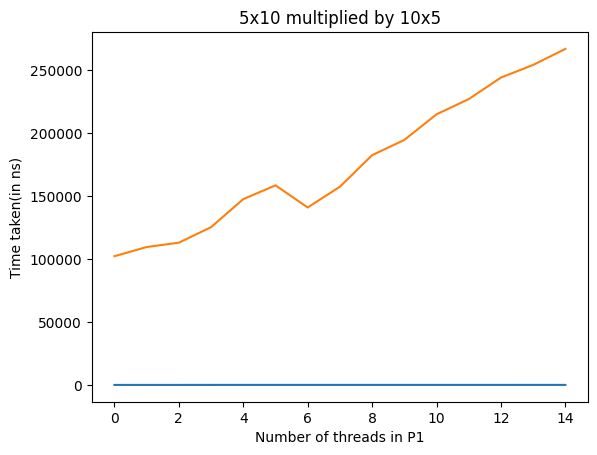 5x10 multiplied by 10x5
250000
200000
150000
100000
50000
0
Time taken(in ns)
0 2 4 6 8 10 12 14
Number of threads in P1